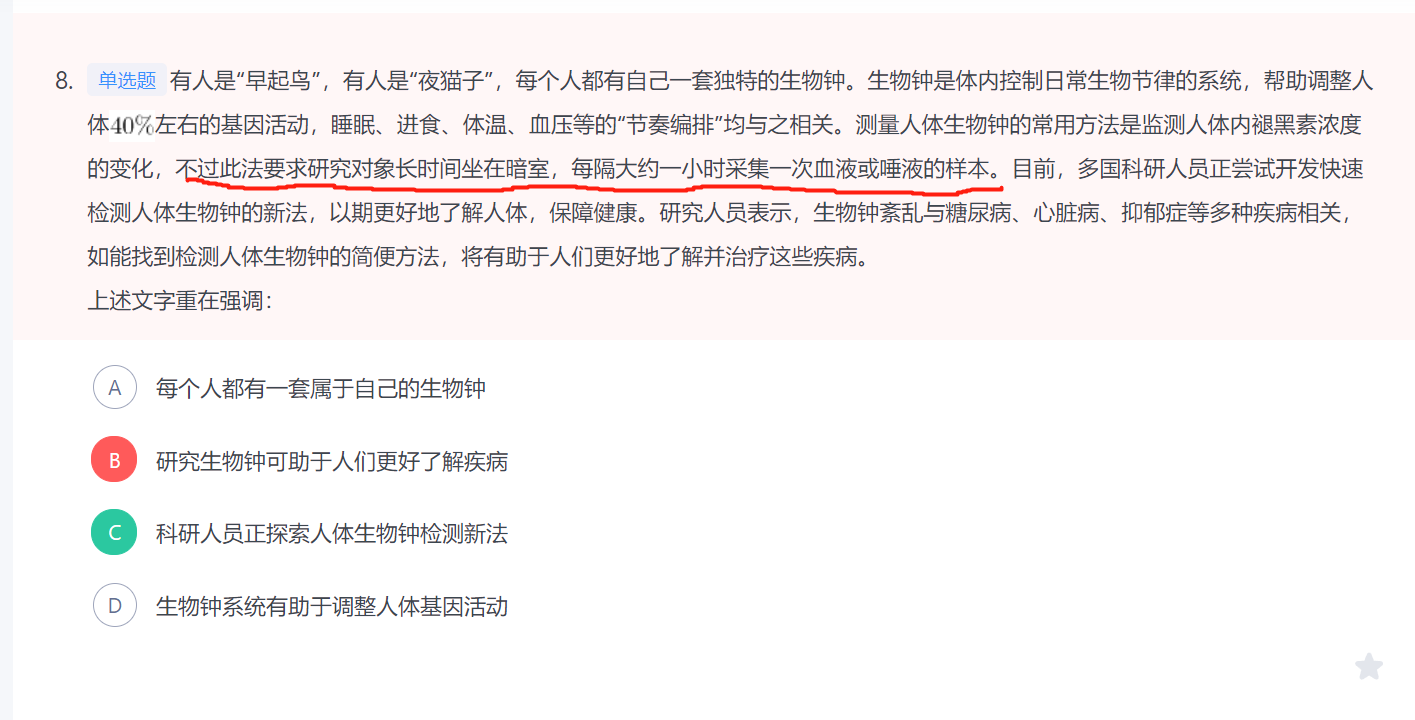 8. 单选题 有人是“早起鸟”，有人是“夜猫子”，每个人都有自己一套独特的生物钟。生物钟是体内控制日常生物节律的系统，帮助调整人
体40%左右的基因活动，睡眠、进食、体温、血压等的“节奏编排”均与之相关。测量人体生物钟的常用方法是监测人体内褪黑素浓度
的变化，不过此法要求研究对象长时间坐在暗室，每隔大约一小时采集一次血液或唾液的样本。目前，多国科研人员正尝试开发快速
检测人体生物钟的新法，以期更好地了解人体，保障健康。研究人员表示，生物钟紊乱与糖尿病、心脏病、抑郁症等多种疾病相关，
如能找到检测人体生物钟的简便方法，将有助于人们更好地了解并治疗这些疾病。
上述文字重在强调：
A 每个人都有一套属于自己的生物钟
B 研究生物钟可助于人们更好了解疾病
C 科研人员正探索人体生物钟检测新法
D 生物钟系统有助于调整人体基因活动